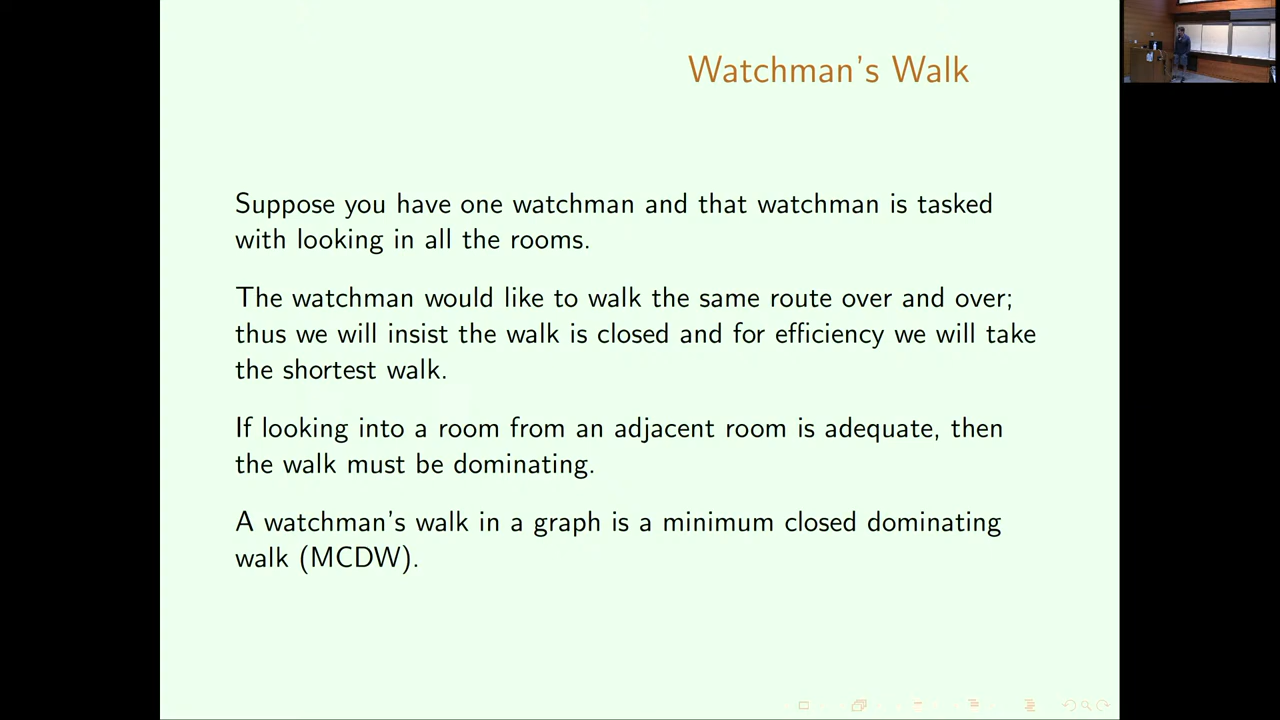 Watchman's Walk
Suppose you have one watchman and that watchman is tasked
with looking in all the rooms.
The watchman would like to walk the same route over and over;
thus we will insist the walk is closed and for efficiency we will take
the shortest walk.
If looking into a room from an adjacent room is adequate, then
the walk must be dominating.
A watchman's walk in a graph is a minimum closed dominating
walk (MCDW).